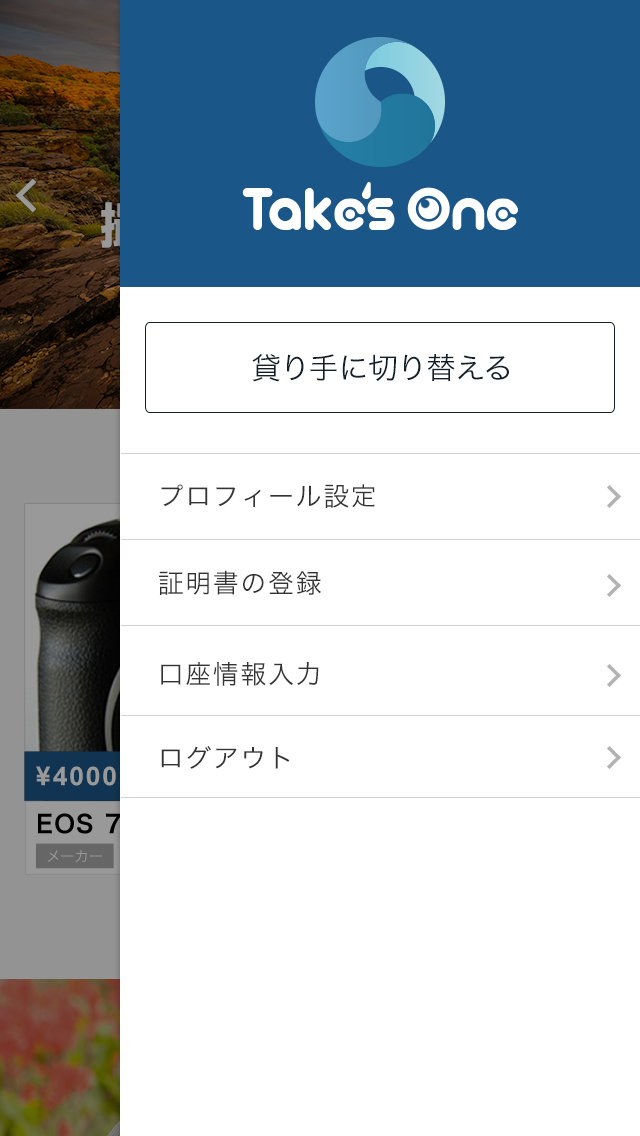 Take's One
貸り手に切り替える
プロフィール設定
証明書の登録
口座情報入力
ログアウト
¥4000
EOS 7
メーカー